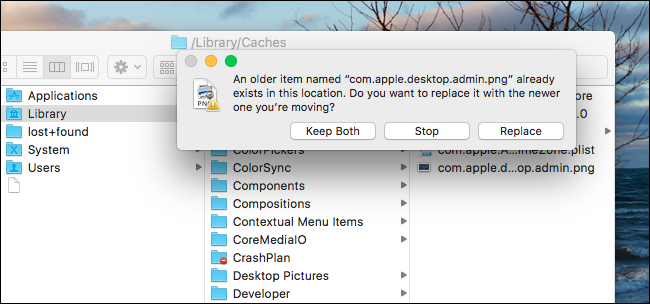 /Library/Caches
An older item named “com.apple.desktop.admin.png” already
exists in this location. Do you want to replace it with the newer
one you’re moving?
Keep Both
Stop
Replace
Applications
Library
lost+found
System
Users
ColorPickers
ColorSync
Components
Compositions
Contextual Menu Items
CoreMediaIO
CrashPlan
Desktop Pictures
Developer
ore
.0
com.apple.A...imeZone.plist
com.apple.d...op.admin.png